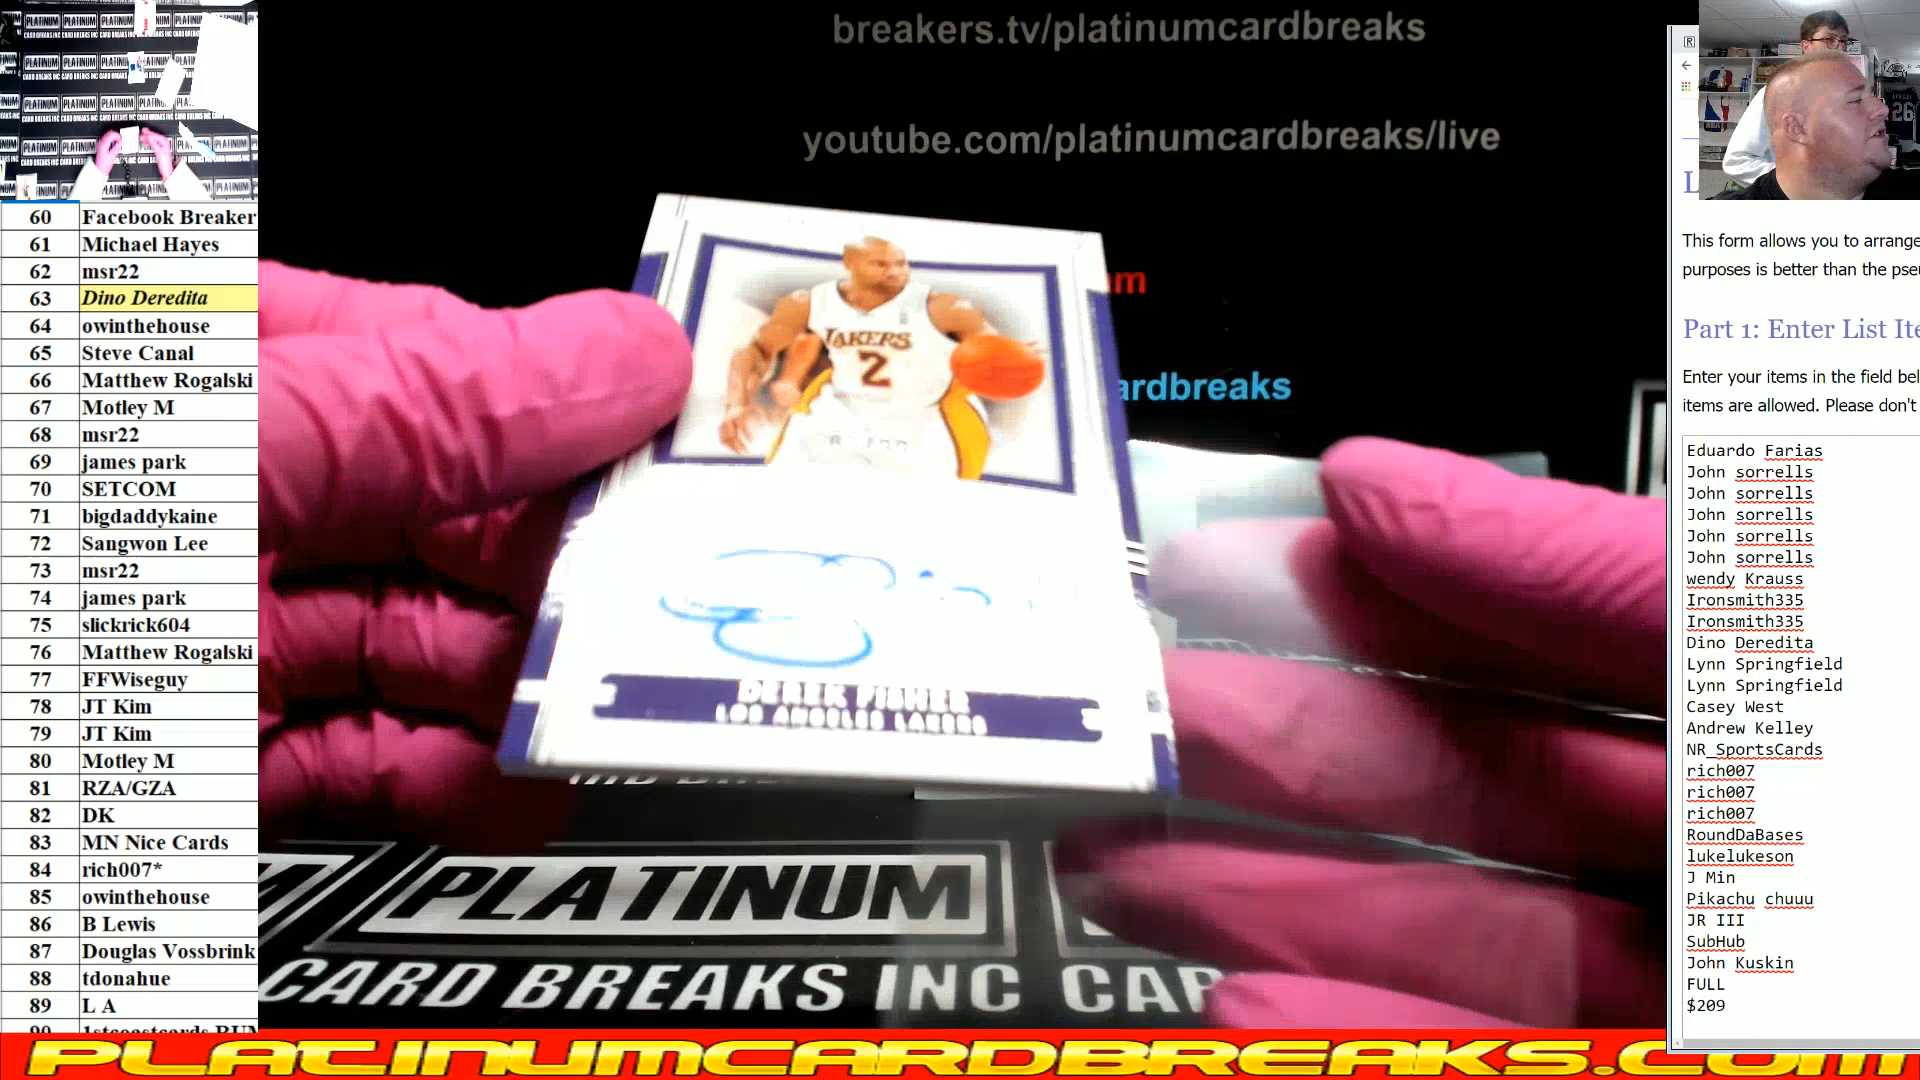 breakers.tv/platinumcardbreaks
youtube.com/platinumcardbreaks/live
m
ardbreaks
LAKERS
2
DEREK FISHER
LOS ANGELES LAKERS
PLATINUM
CARD BREAKS INC CAR
60 Facebook Breaker
61 Michael Hayes
62 msr22
63 Dino Deredita
64 owinthehouse
65 Steve Canal
66 Matthew Rogalski
67 Motley M
68 msr22
69 james park
70 SETCOM
71 bigdaddykaine
72 Sangwon Lee
73 msr22
74 james park
75 slickrick604
76 Matthew Rogalski
77 FFWiseguy
78 JT Kim
79 JT Kim
80 Motley M
81 RZA/GZA
82 DK
83 MN Nice Cards
84 rich007*
85 owinthehouse
86 B Lewis
87 Douglas Vossbrink
88 tdonahue
89 L A
26
L
This form allows you to arrange
purposes is better than the pseu
Part 1: Enter List Ite
Enter your items in the field bel
items are allowed. Please don't
Eduardo Farias
John sorrells
John sorrells
John sorrells
John sorrells
John sorrells
wendy Krauss
Ironsmith335
Ironsmith335
Dino Deredita
Lynn Springfield
Lynn Springfield
Casey West
Andrew Kelley
NR_SportsCards
rich007
rich007
rich007
RoundDaBases
lukelukeson
J Min
Pikachu chuuu
JR III
SubHub
John Kuskin
FULL
$209
PLATINUMCARDBREAKS.COM